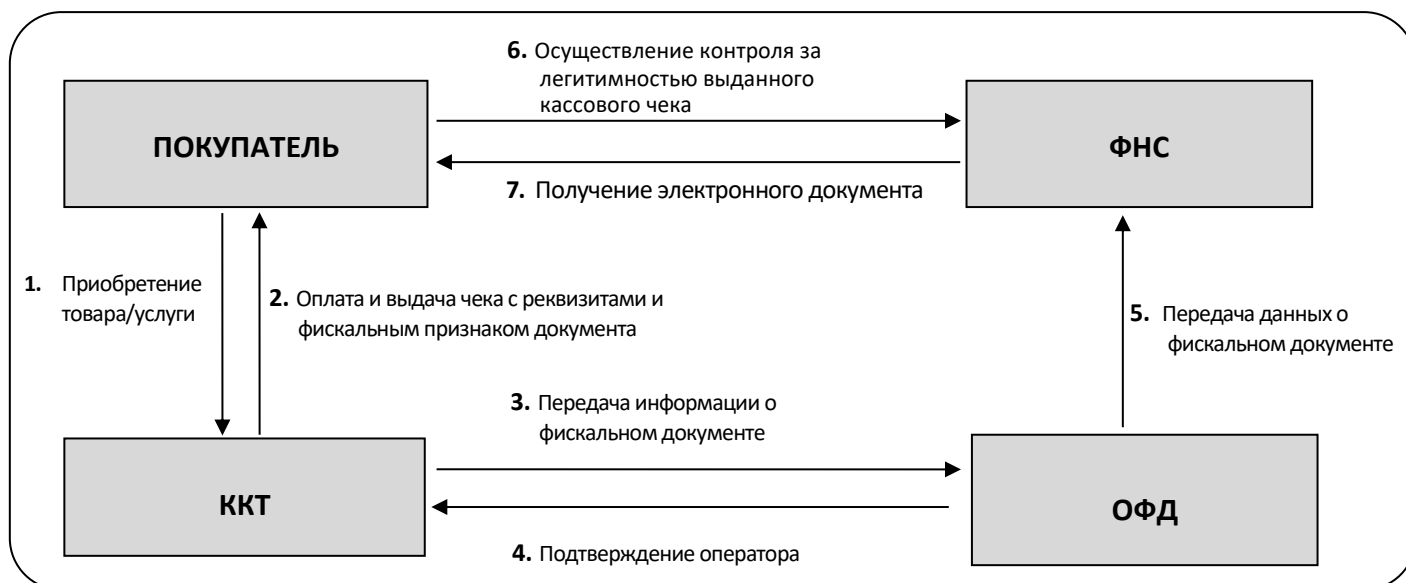 6. Осуществление контроля за
легитимностью выданного
кассового чека
ПОКУПАТЕЛЬ
ФНС
7. Получение электронного документа
1. Приобретение
товара/услуги
2. Оплата и выдача чека с реквизитами и
фискальным признаком документа
5. Передача данных о
фискальном документе
3. Передача информации о
фискальном документе
ККТ
ОФД
4. Подтверждение оператора